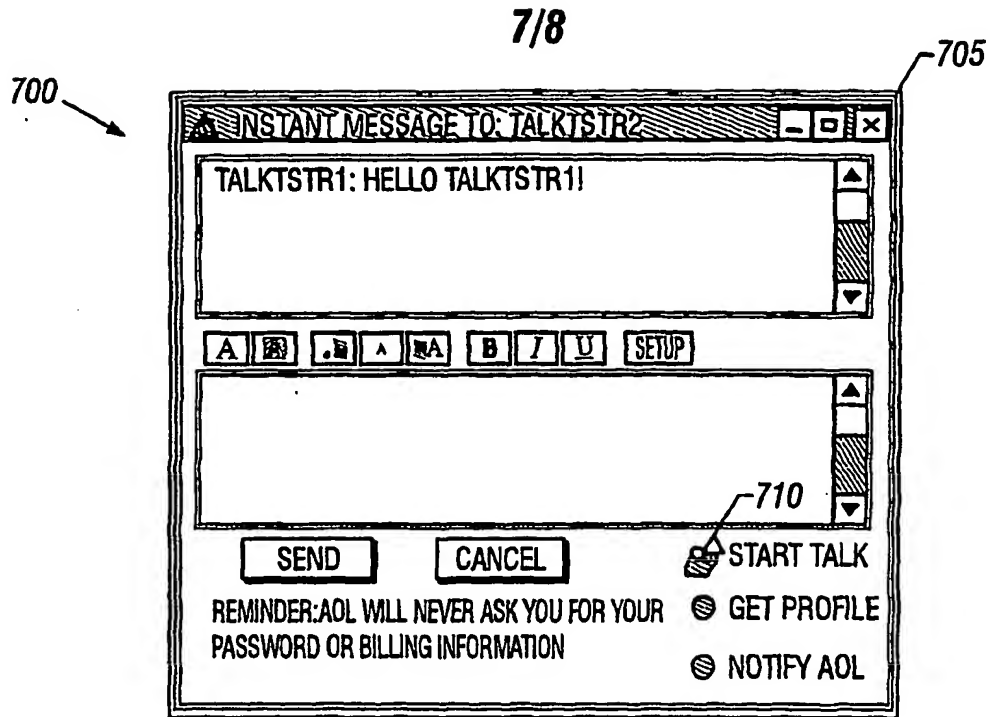 7/8
705
700
INSTANT MESSAGE TO: TALKTSTR2
TALKTSTR1: HELLO TALKTSTR1!
A A A A B I U SETUP
710
SEND CANCEL START TALK
REMINDER:AOL WILL NEVER ASK YOU FOR YOUR GET PROFILE
PASSWORD OR BILLING INFORMATION
NOTIFY AOL